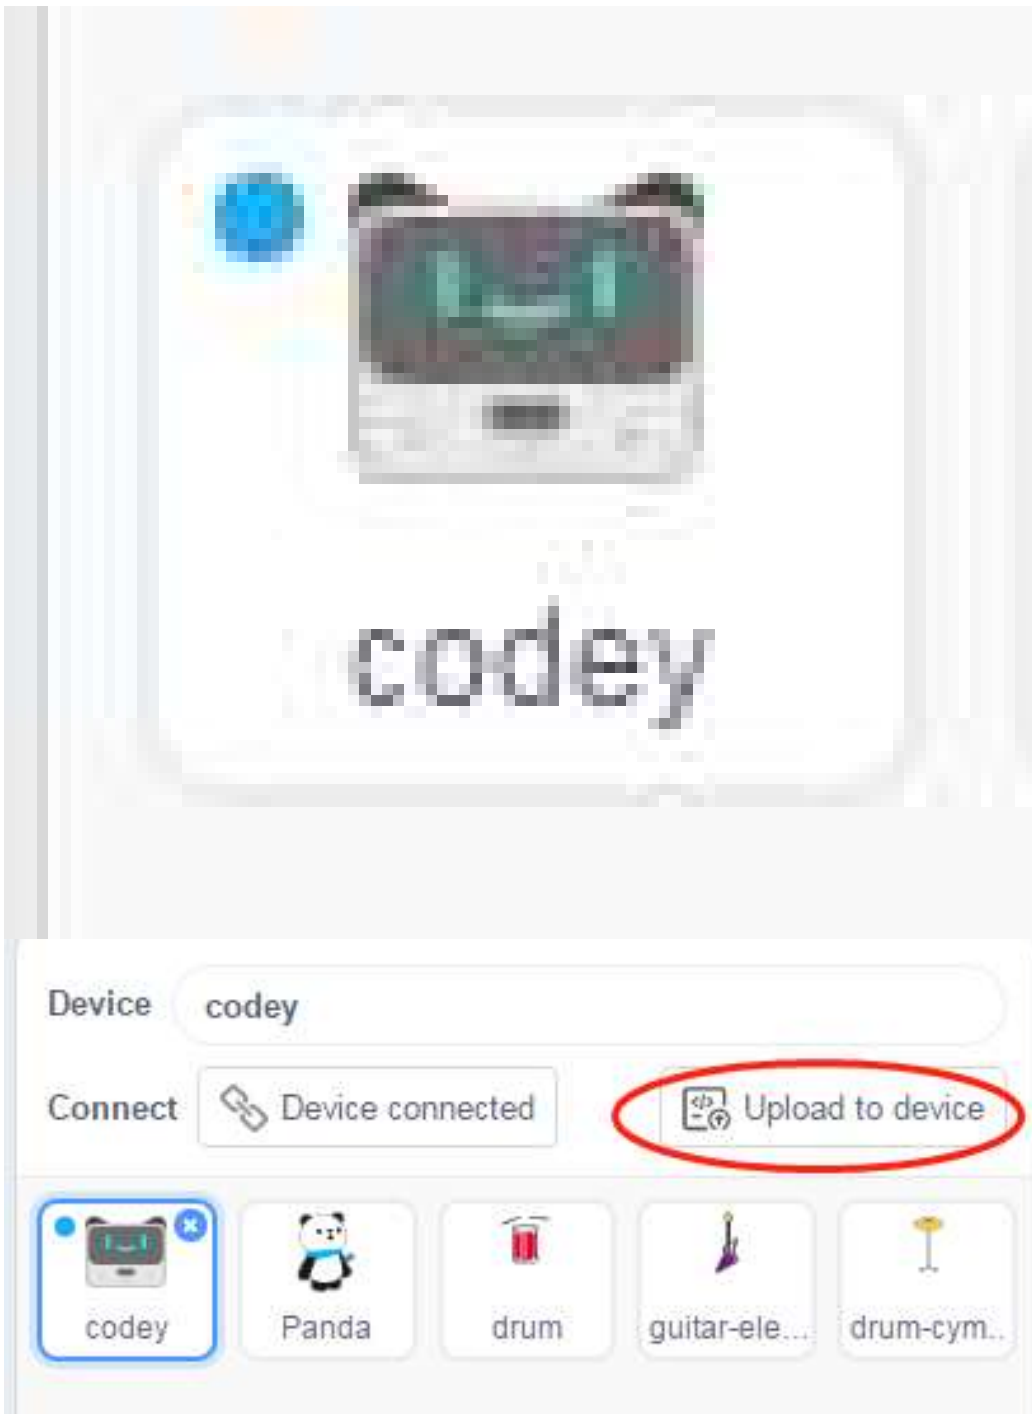 codey
Device codey
Connect Device connected Upload to device
codey Panda drum guitar-ele... drum-cym..